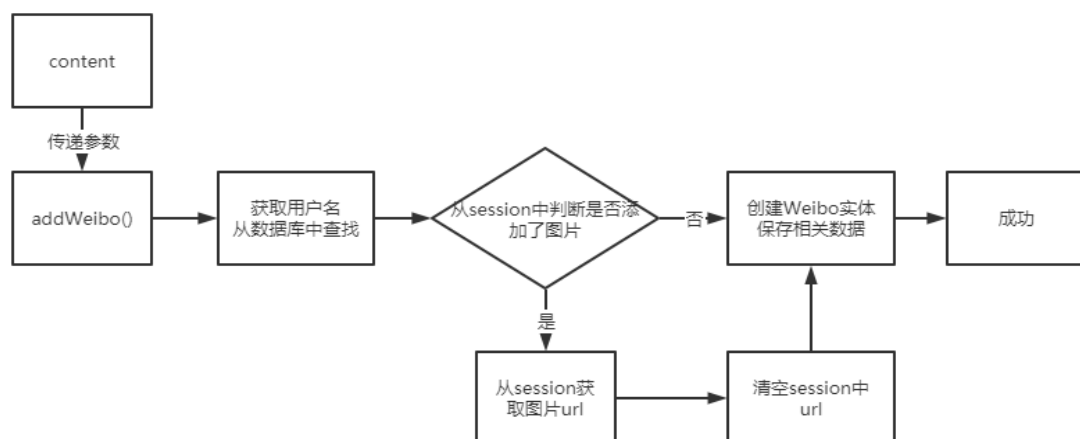 content
传递参数
addWeibo()
获取用户名
从数据库中查找
从session中判断是否添
加了图片
否
创建Weibo实体
保存相关数据
成功
是
从session获
取图片url
清空session中
url